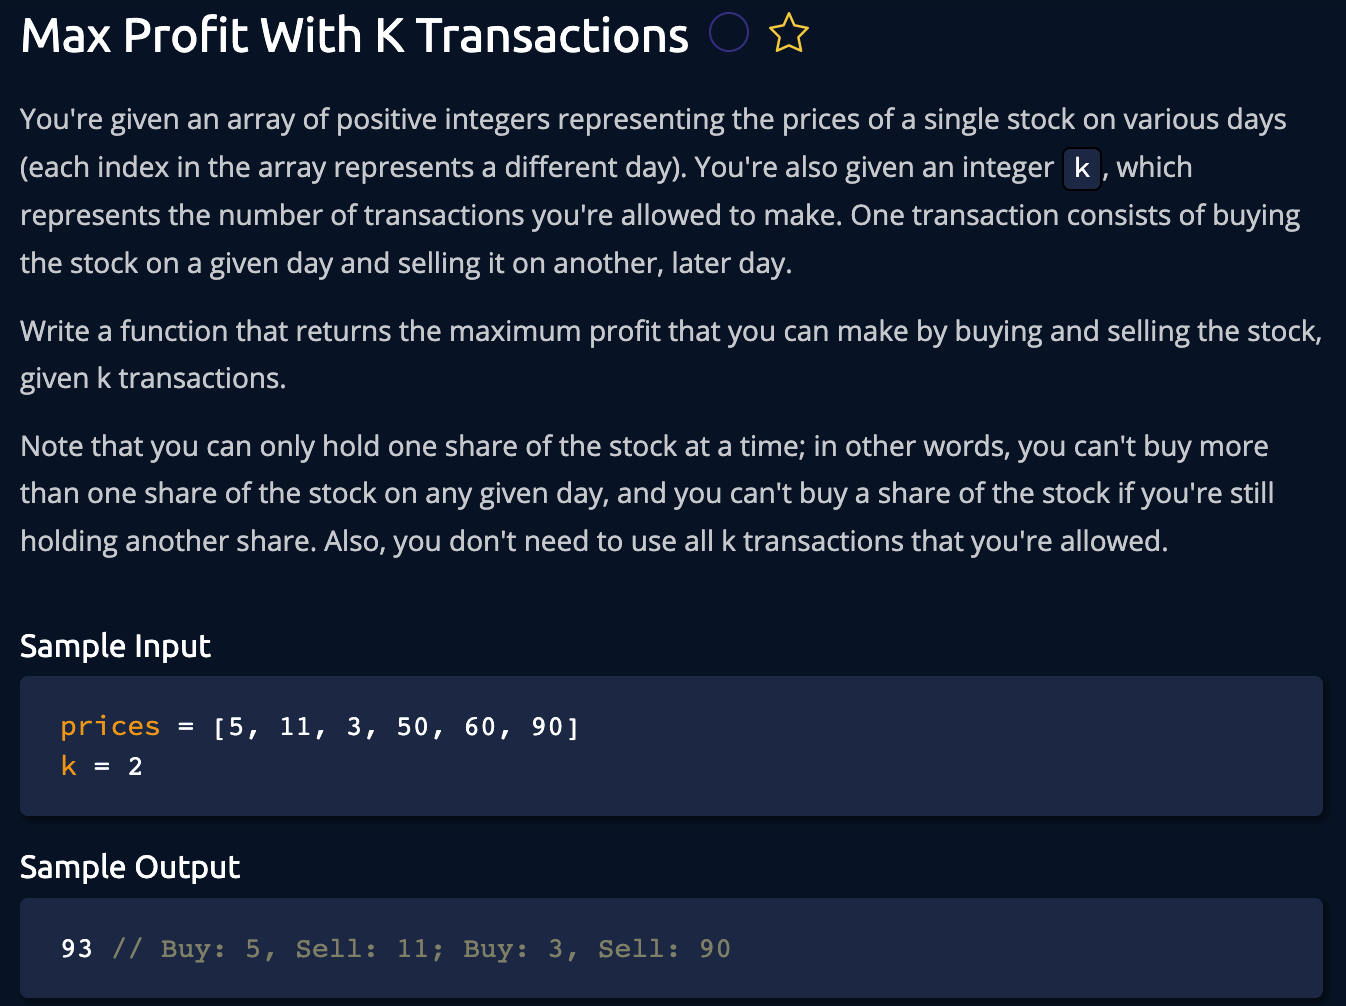 Max Profit With K Transactions
You're given an array of positive integers representing the prices of a single stock on various days
(each index in the array represents a different day). You're also given an integer k, which
represents the number of transactions you're allowed to make. One transaction consists of buying
the stock on a given day and selling it on another, later day.
Write a function that returns the maximum profit that you can make by buying and selling the stock,
given k transactions.
Note that you can only hold one share of the stock at a time; in other words, you can't buy more
than one share of the stock on any given day, and you can't buy a share of the stock if you're still
holding another share. Also, you don't need to use all k transactions that you're allowed.
Sample Input
prices = [5, 11, 3, 50, 60, 90]
k = 2
Sample Output
93 // Buy: 5, Sell: 11; Buy: 3, Sell: 90